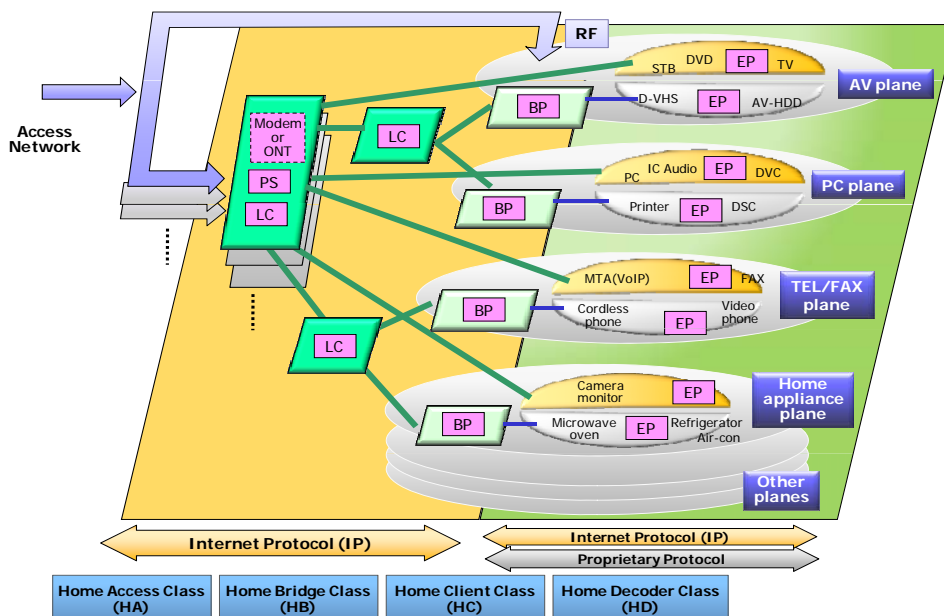 RF
DVD
EP
TV
STB
AV plane
D-VHS
EP
AV-HDD
BP
Access
Network
Modem
or
ONT
LC
PS
LC
IC Audio
EP
PC
DVC
PC plane
Printer
EP
DSC
BP
MTA(VoIP)
EP
FAX
TEL/FAX
plane
BP
Cordless
phone
EP
Video
phone
LC
Camera
monitor
EP
Home
appliance
plane
BP
Microwave
oven
EP
Refrigerator
Air-con
Other
planes
Internet Protocol (IP)
Internet Protocol (IP)
Proprietary Protocol
Home Access Class
(HA)
Home Bridge Class
(HB)
Home Client Class
(HC)
Home Decoder Class
(HD)